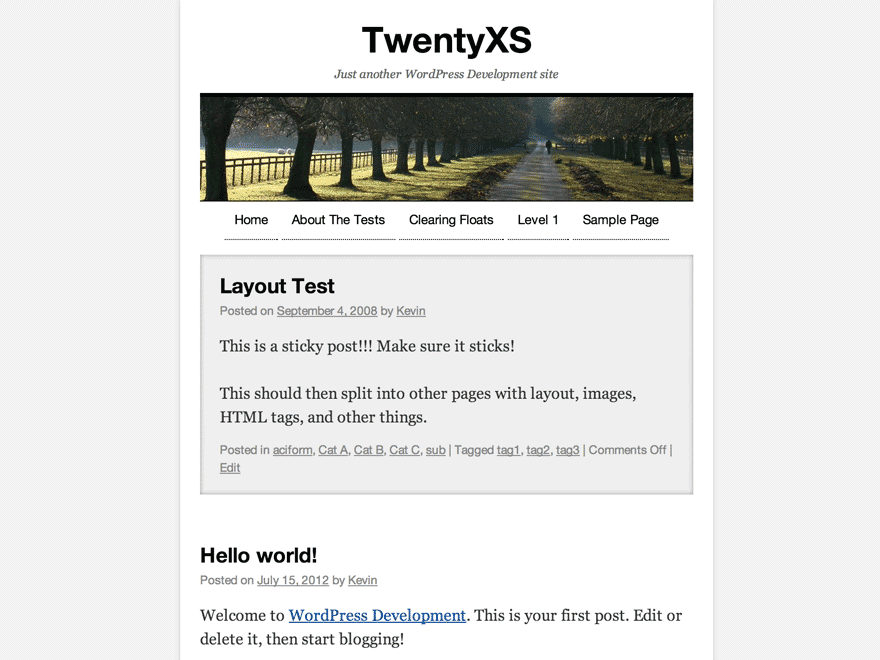 TwentyXS
Just another WordPress Development site
Home About The Tests Clearing Floats Level 1 Sample Page
Layout Test
Posted on September 4, 2008 by Kevin
This is a sticky post!!! Make sure it sticks!
This should then split into other pages with layout, images,
HTML tags, and other things.
Posted in aciform, Cat A, Cat B, Cat C, sub | Tagged tag1, tag2, tag3 | Comments Off |
Edit
Hello world!
Posted on July 15, 2012 by Kevin
Welcome to WordPress Development. This is your first post. Edit or
delete it, then start blogging!